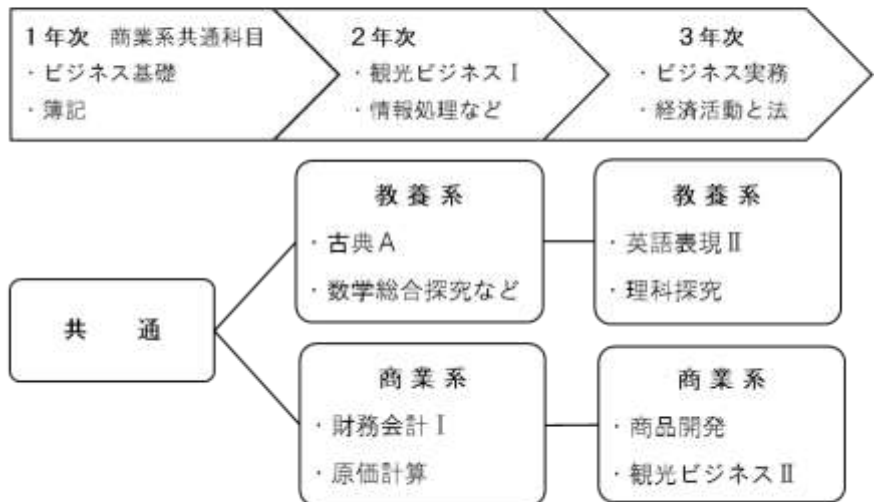 1年次 商業系共通科目
・ビジネス基礎
・簿記
2年次
・観光ビジネスⅠ
・情報処理など
3年次
・ビジネス実務
・経済活動と法
共 通
教養系
・古典A
・数学総合探究など
教養系
・英語表現Ⅱ
・理科探究
商業系
・財務会計Ⅰ
・原価計算
商業系
・商品開発
・観光ビジネスⅡ